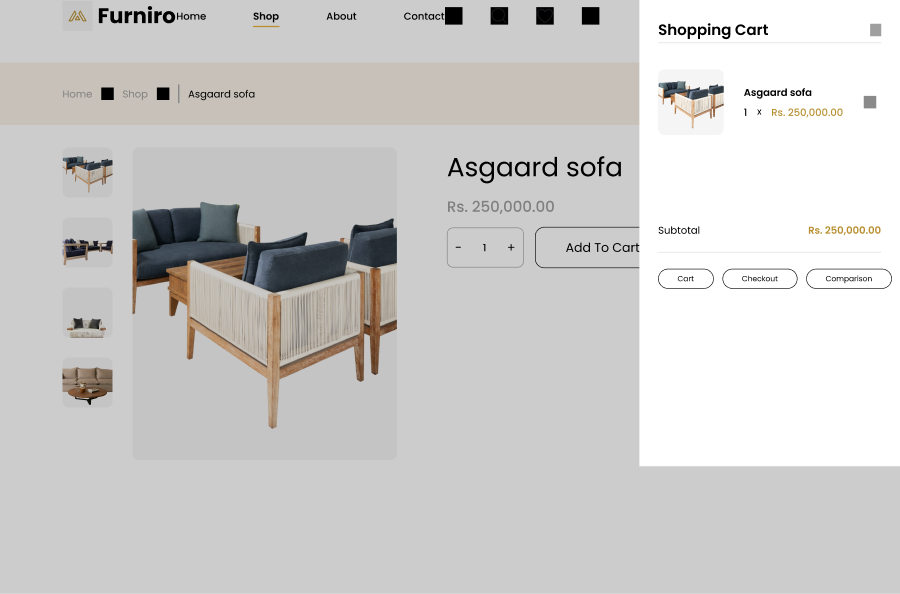 Furniro Home Shop About Contact
Home Shop Asgaard sofa
Asgaard sofa
Rs. 250,000.00
- 1 + Add To Cart
Shopping Cart
Asgaard sofa
1 x Rs. 250,000.00
Subtotal Rs. 250,000.00
Cart Checkout Comparison